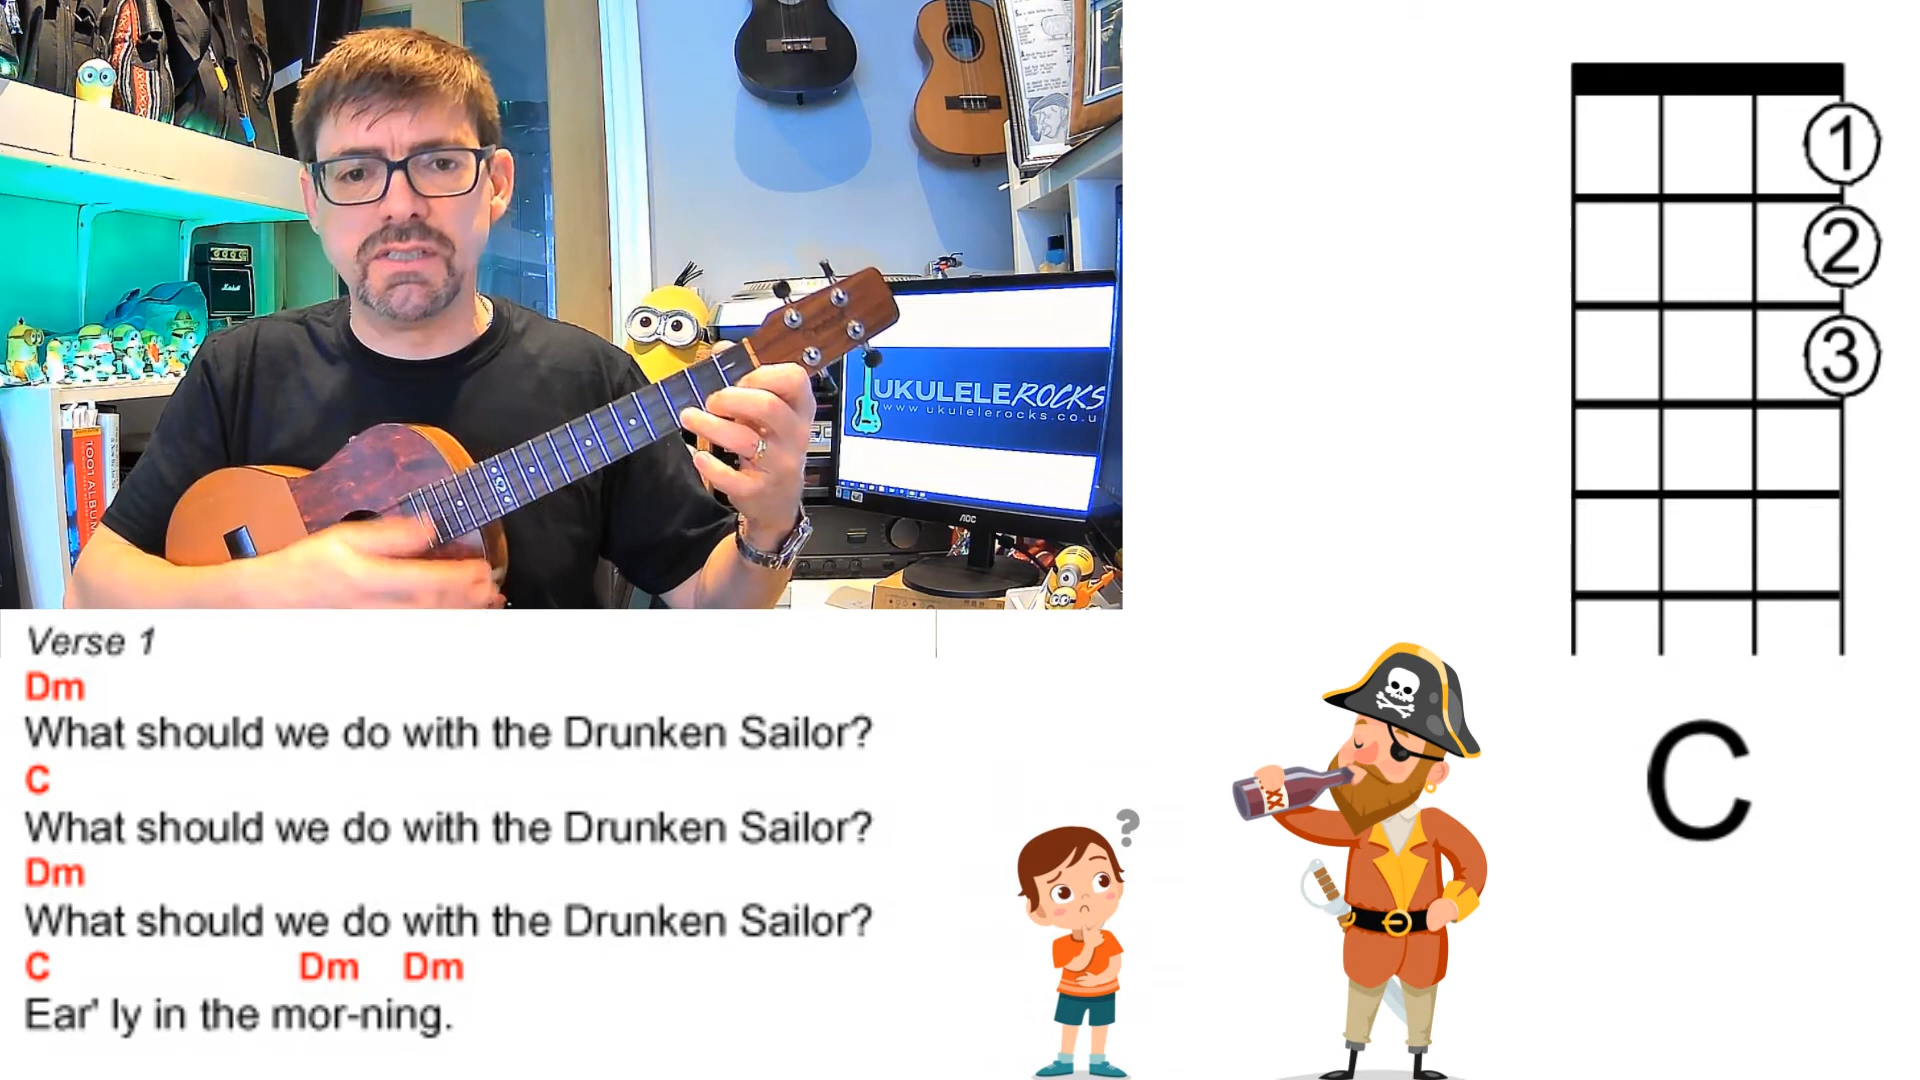 UKULELEROCKS
www.ukulelerocks.co.u
Marshall
1001 ALBUM
AOC
1
2
3
C
Verse 1
Dm
What should we do with the Drunken Sailor?
C
What should we do with the Drunken Sailor?
Dm
What should we do with the Drunken Sailor?
C Dm Dm
Ear' ly in the mor-ning.
?
XX